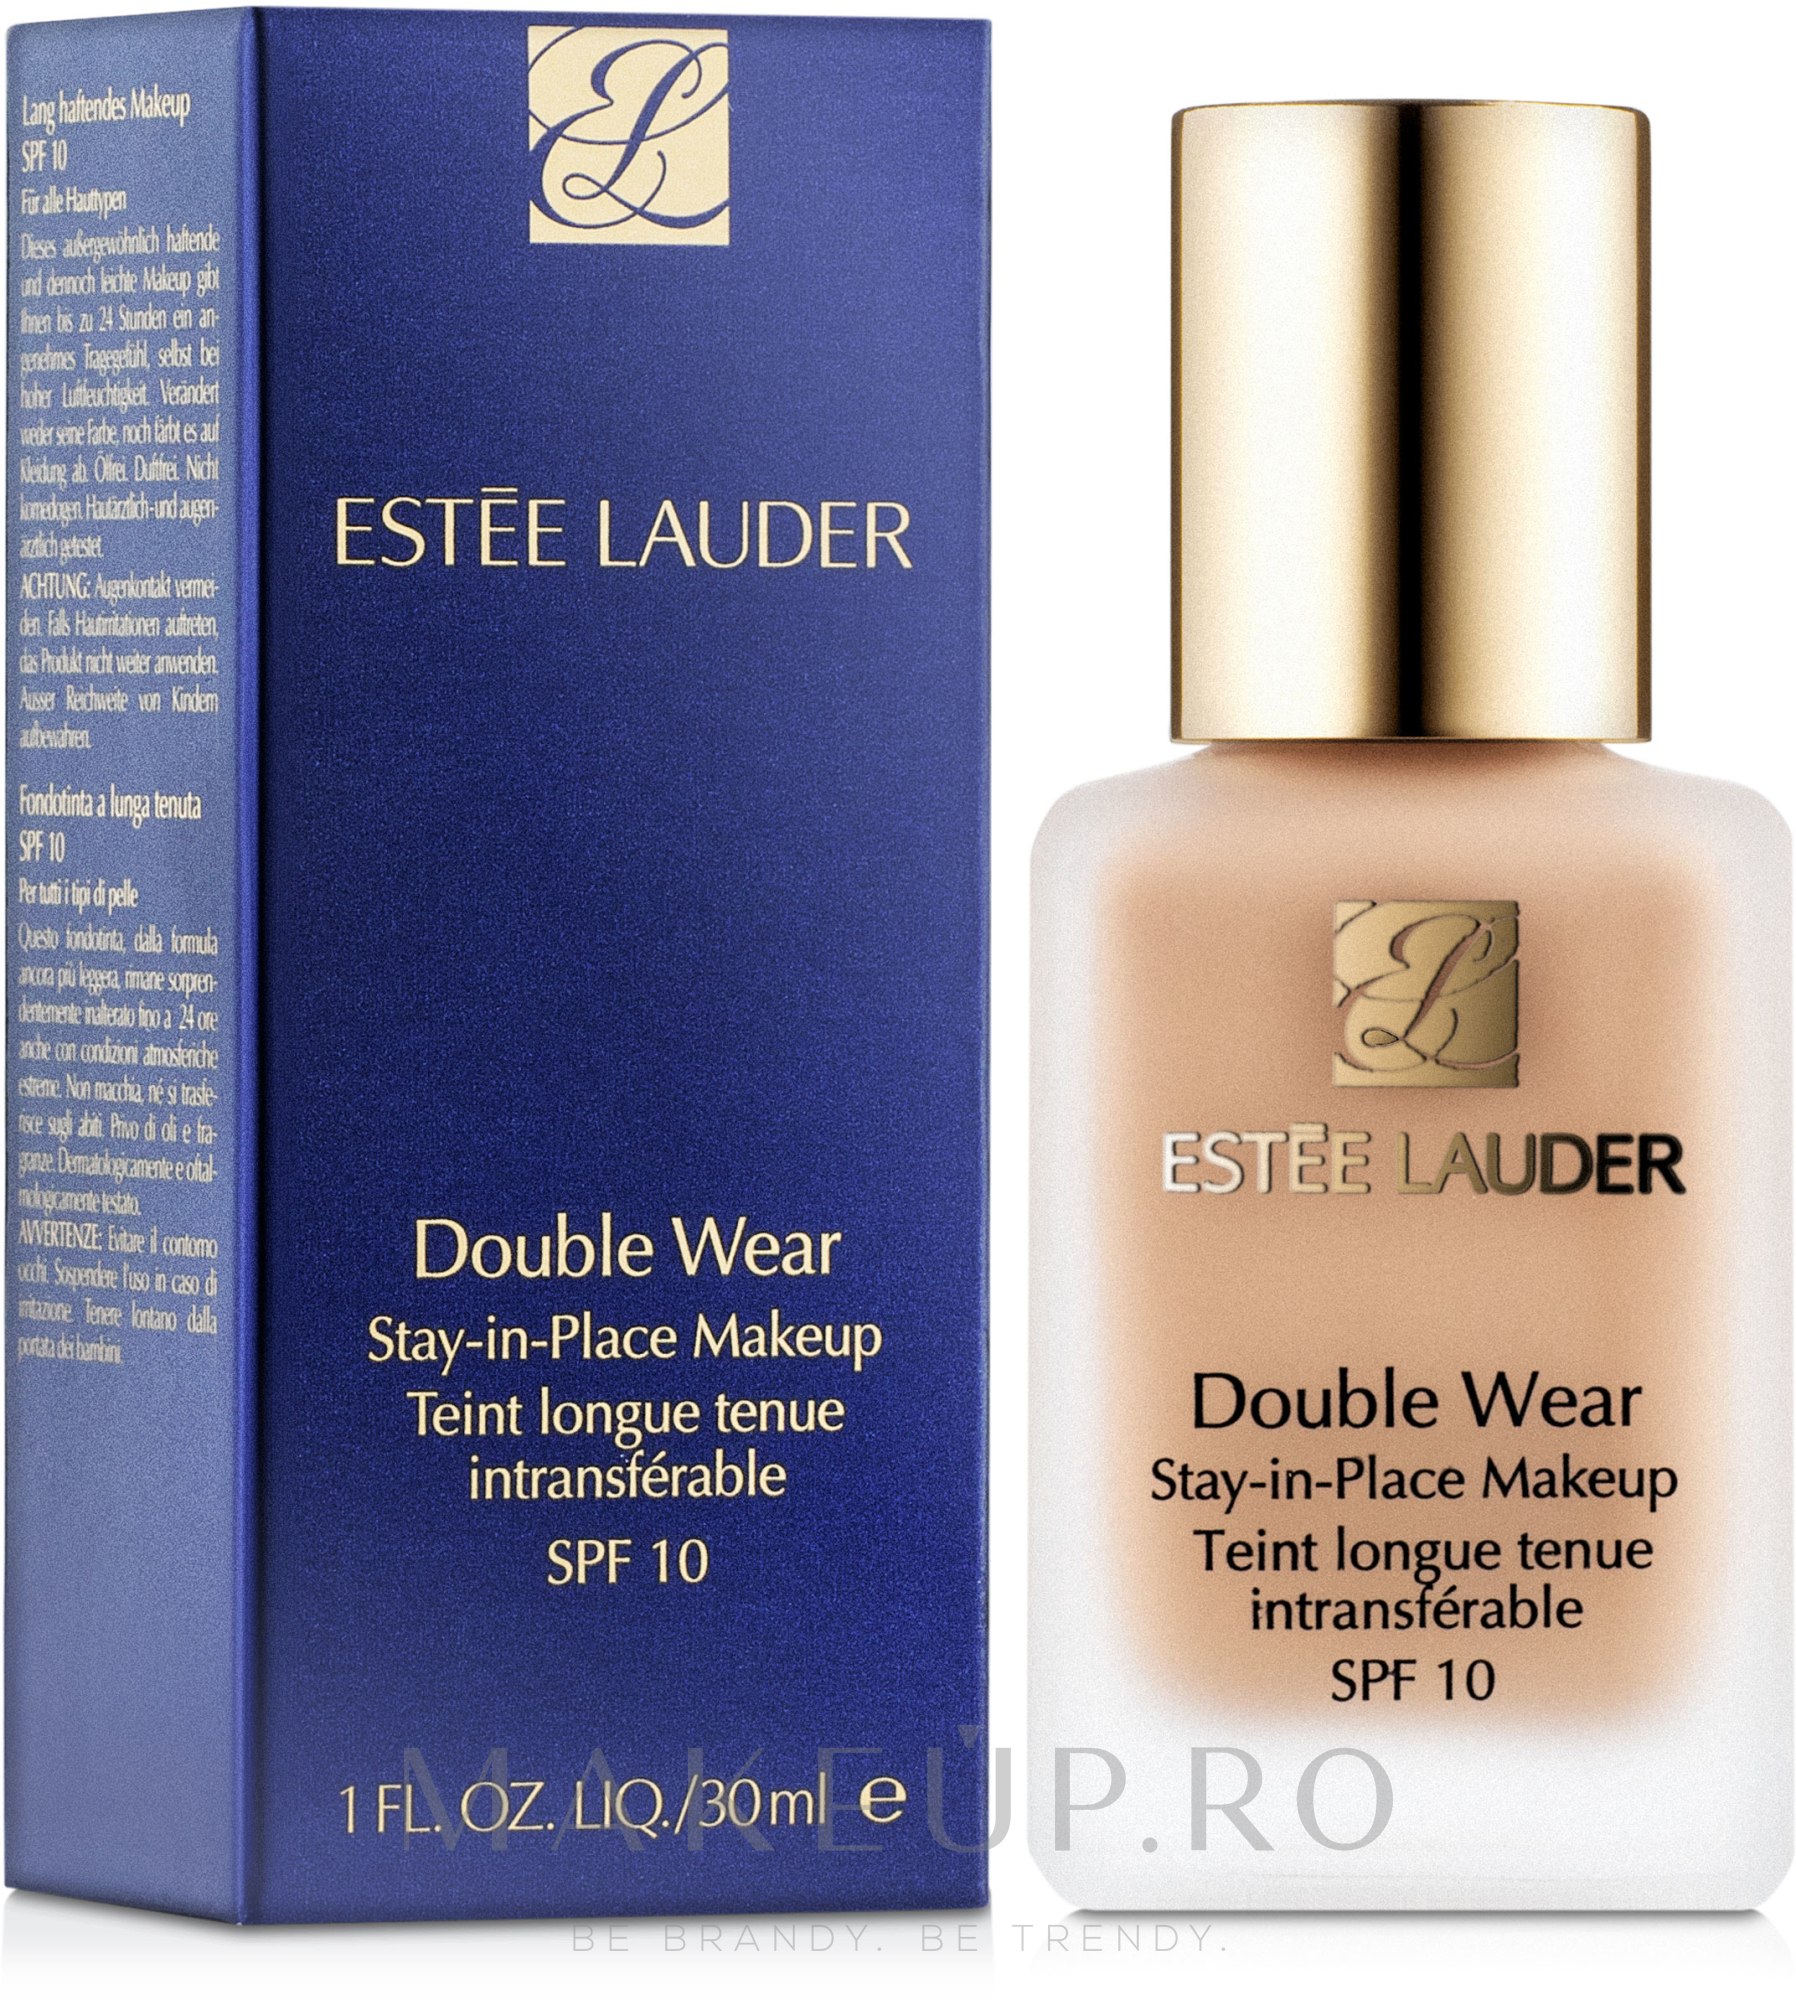 Lang haftendes Makeup
SPF 10
Für alle Hauttypen
Dieses außergewöhnlich haftende
und dennoch leichte Makeup gibt
Ihnen bis zu 24 Stunden ein an-
genehmes Tragegefühl, selbst bei
hoher Luftfeuchtigkeit. Verändert
weder seine Farbe, noch färbt es auf
Kleidung ab. Ölfrei. Duftfrei. Nicht
komedogen. Hautärztlich-und augen-
ärztlich getestet.
ACHTUNG: Augenkontakt vermei-
den. Falls Hautirritationen auftreten,
das Produkt nicht weiter anwenden.
Ausser Reichweite von Kindern
aufbewahren.
Fondotinta a lunga tenuta
SPF 10
Per tutti i tipi di pelle
Questo fondotinta, dalla formula
ancora più leggera, rimane sorpren-
dentemente inalterato fino a 24 ore
anche con condizioni atmosferiche
estreme. Non macchia, né si trasfe-
risce sugli abiti. Privo di oli e fra-
granze. Dermatologicamente e oftal-
mologicamente testato.
AVVERTENZE: Evitare il contorno
occhi. Sospendere l'uso in caso di
irritazione. Tenere lontano dalla
portata dei bambini.
ESTĒE LAUDER
Double Wear
Stay-in-Place Makeup
Teint longue tenue
intransférable
SPF 10
1 FL. OZ. LIQ./30ml e
ESTĒE LAUDER
Double Wear
Stay-in-Place Makeup
Teint longue tenue
intransférable
SPF 10
MAKEUP.RO
BE BRANDY. BE TRENDY.